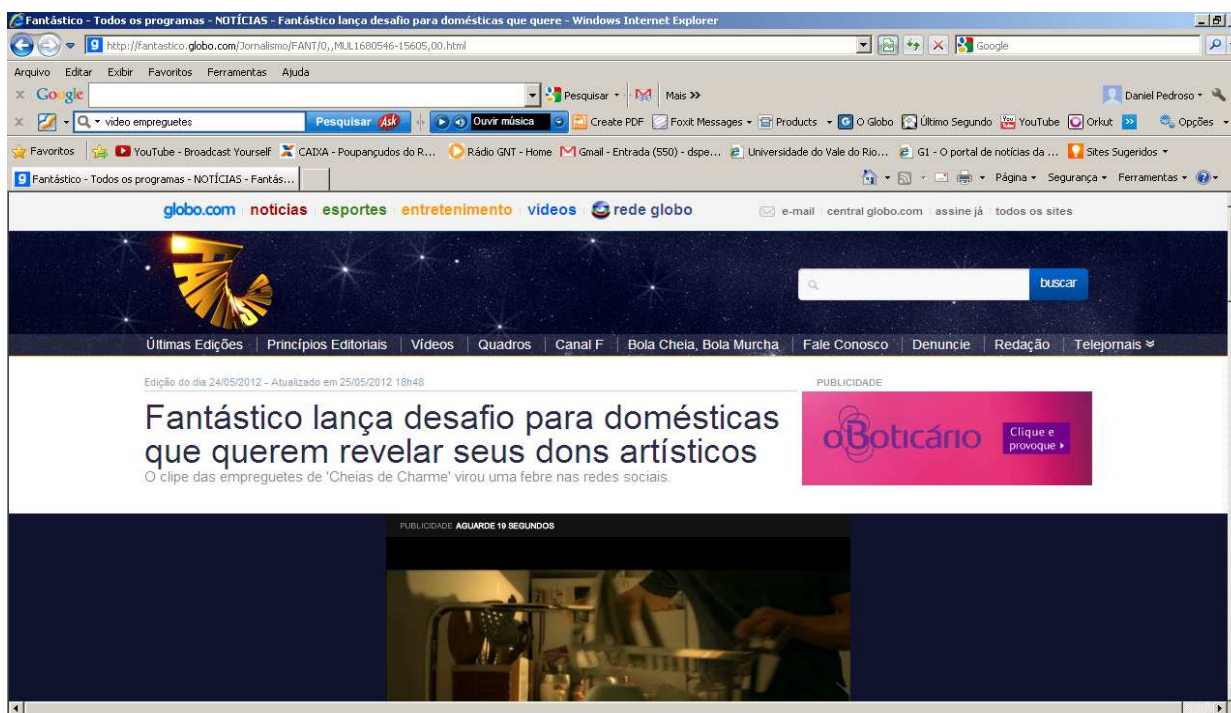 Fantástico - Todos os programas - NOTÍCIAS - Fantástico lança desafio para domésticas que quere - Windows Internet Explorer
http://fantastico.globo.com/Jornalismo/FANT/0,,MUL1680546-15605,00.html
Google
Arquivo Editar Exibir Favoritos Ferramentas Ajuda
x Google Pesquisar Mais >> Daniel Pedroso
x video empreguetes Pesquisar Ask Ouvir música Create PDF Foxit Messages Products O Globo Último Segundo YouTube Orkut >> Opções
Favoritos YouTube - Broadcast Yourself CAIXA - Poupançudos do R... Rádio GNT - Home Gmail - Entrada (550) - dspe... Universidade do Vale do Rio... G1 - O portal de notícias da ... Sites Sugeridos
Fantástico - Todos os programas - NOTÍCIAS - Fantás... Página Segurança Ferramentas
globo.com noticias esportes entretenimento vídeos rede globo e-mail central globo.com assine já todos os sites
buscar
Últimas Edições Princípios Editoriais Vídeos Quadros Canal F Bola Cheia, Bola Murcha Fale Conosco Denuncie Redação Telejornais
Edição do dia 24/05/2012 - Atualizado em 25/05/2012 18h48
PUBLICIDADE
Fantástico lança desafio para domésticas
que querem revelar seus dons artísticos
O clipe das empreguetes de 'Cheias de Charme' virou uma febre nas redes sociais.
oBoticário
Clique e
provoque
PUBLICIDADE AGUARDE 19 SEGUNDOS